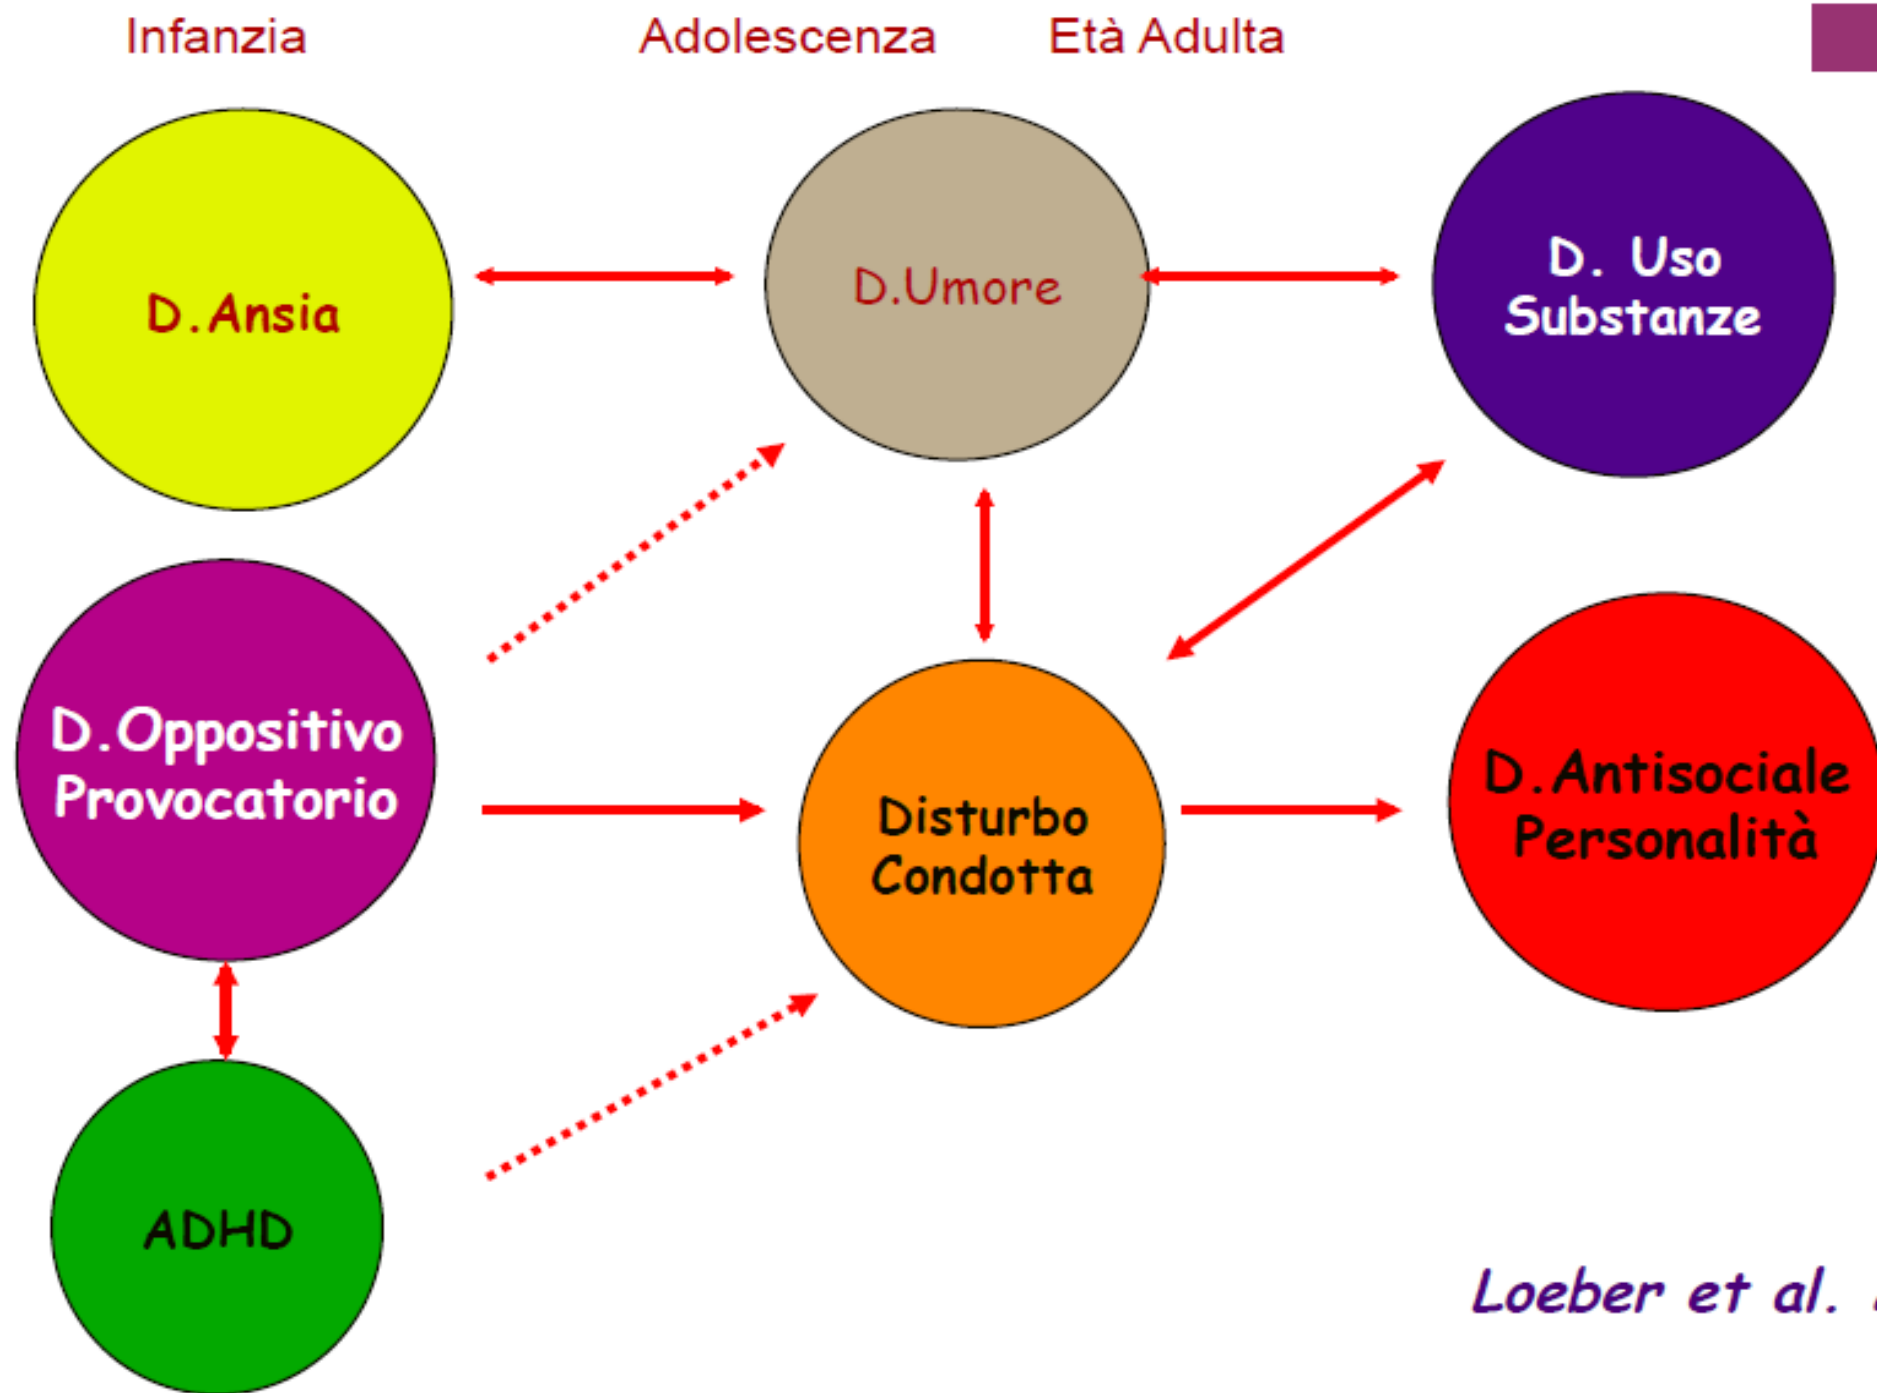 Infanzia Adolescenza Età Adulta
D.Ansia
D.Umore
D. Uso
Substanze
D.Oppositivo
Provocatorio
Disturbo
Condotta
D.Antisociale
Personalità
ADHD
Loeber et al.